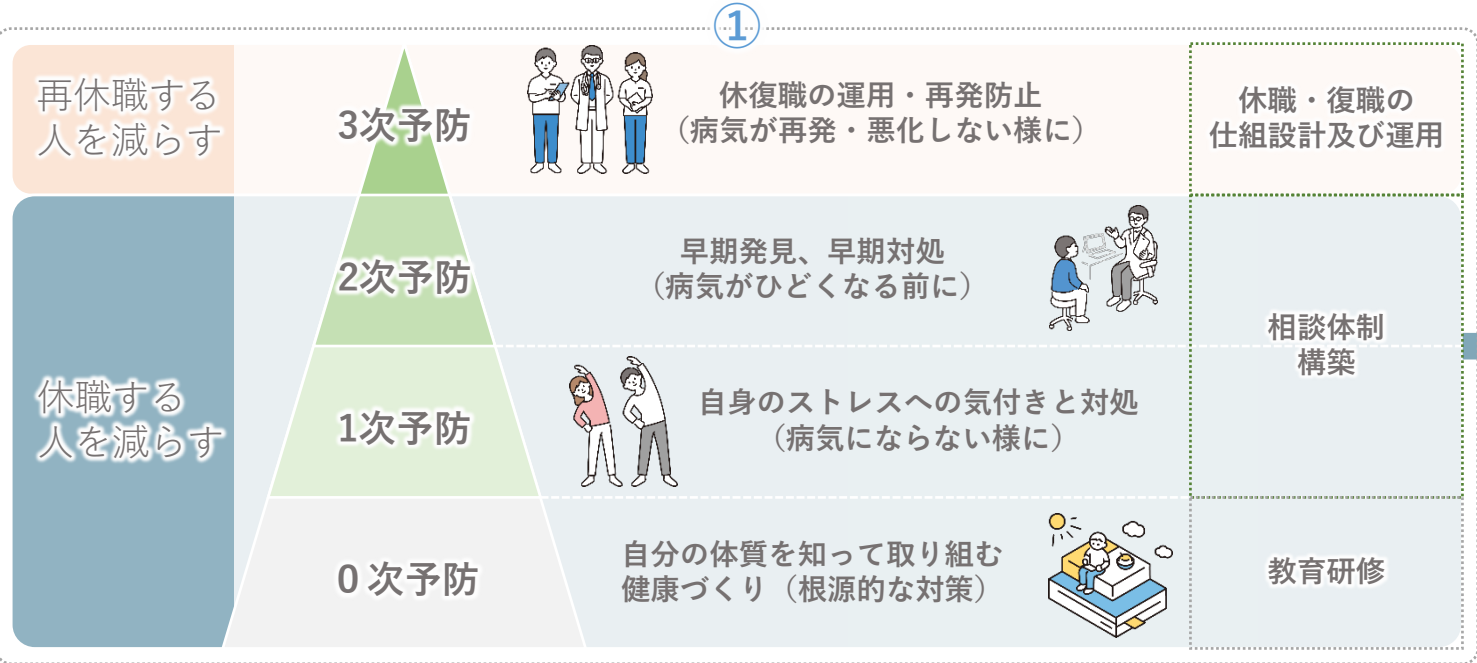 ①
再休職する
人を減らす
3次予防
休復職の運用・再発防止
（病気が再発・悪化しない様に）
休職・復職の
仕組設計及び運用
休職する
人を減らす
2次予防
早期発見、早期対処
（病気がひどくなる前に）
相談体制
構築
1次予防
自身のストレスへの気付きと対処
（病気にならない様に）
0次予防
自分の体質を知って取り組む
健康づくり（根源的な対策）
教育研修